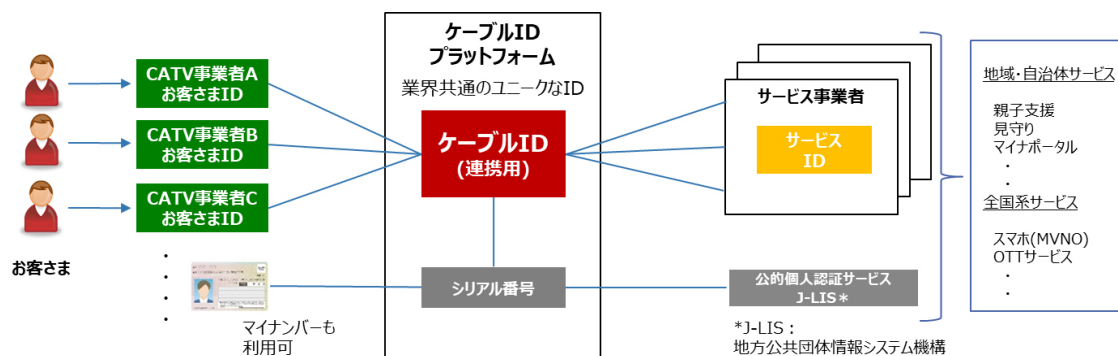 お客さま
CATV事業者A
お客さまID
CATV事業者B
お客さまID
CATV事業者C
お客さまID
・
・
・
・
マイナンバーも
利用可
ケーブルID
プラットフォーム
業界共通のユニークなID
ケーブルID
(連携用)
シリアル番号
サービス事業者
サービス
ID
公的個人認証サービス
J-LIS*
*J-LIS：
地方公共団体情報システム機構
地域・自治体サービス
親子支援
見守り
マイナポータル
・
・
全国系サービス
スマホ(MVNO)
OTTサービス
・
・